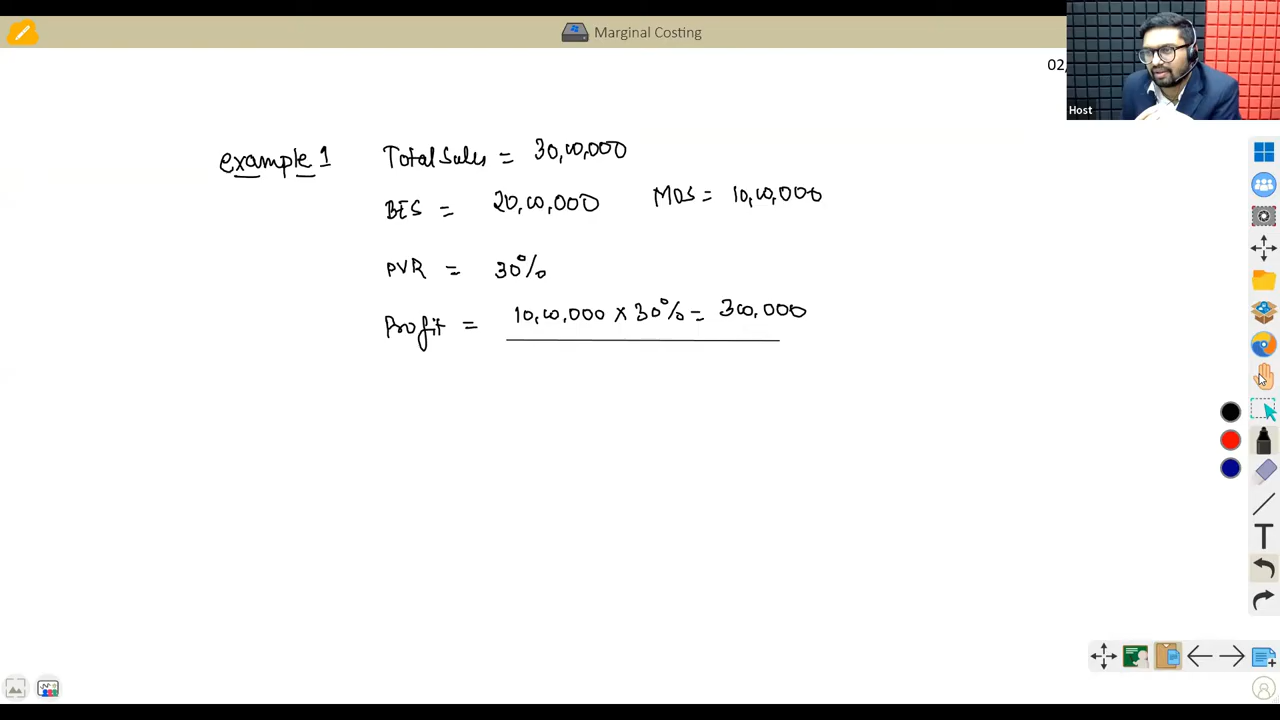 Marginal Costing
02,
Host
example 1 Total Sales = 30,00,000
BES = 20,00,000 MOS = 10,00,000
PVR = 30%
Profit = 10,00,000 × 30% = 300,000
T